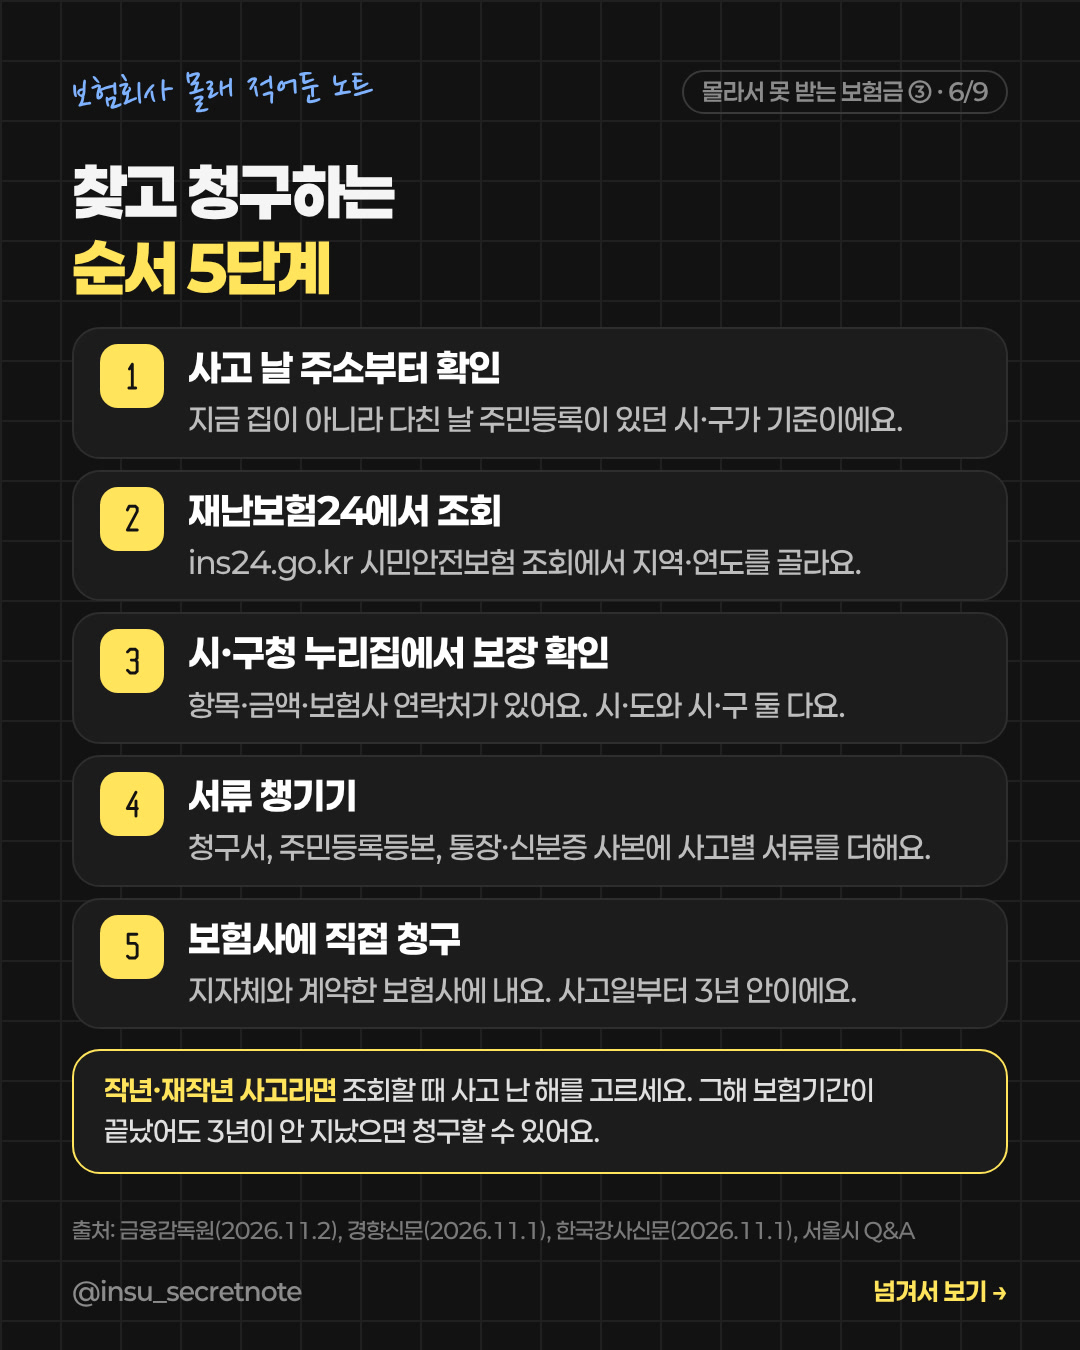 보험회사 몰래 적어둔 노트
몰라서 못 받는 보험금 ③ · 6/9
찾고 청구하는
순서 5단계
1
사고 날 주소부터 확인
지금 집이 아니라 다친 날 주민등록이 있던 시·구가 기준이에요.
2
재난보험24에서 조회
ins24.go.kr 시민안전보험 조회에서 지역·연도를 골라요.
3
시·구청 누리집에서 보장 확인
항목·금액·보험사 연락처가 있어요. 시·도와 시·구 둘 다요.
4
서류 챙기기
청구서, 주민등록등본, 통장·신분증 사본에 사고별 서류를 더해요.
5
보험사에 직접 청구
지자체와 계약한 보험사에 내요. 사고일부터 3년 안이에요.
작년·재작년 사고라면 조회할 때 사고 난 해를 고르세요. 그해 보험기간이
끝났어도 3년이 안 지났으면 청구할 수 있어요.
출처: 금융감독원(2026.11.2), 경향신문(2026.11.1), 한국강사신문(2026.11.1), 서울시 Q&A
@insu_secretnote
넘겨서 보기 →